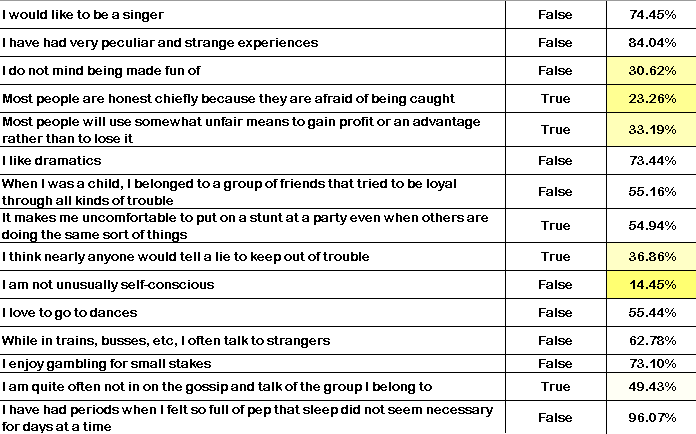 I would like to be a singer False 74.45%
I have had very peculiar and strange experiences False 84.04%
I do not mind being made fun of False 30.62%
Most people are honest chiefly because they are afraid of being caught True 23.26%
Most people will use somewhat unfair means to gain profit or an advantage
rather than to lose it True 33.19%
I like dramatics False 73.44%
When I was a child, I belonged to a group of friends that tried to be loyal
through all kinds of trouble False 55.16%
It makes me uncomfortable to put on a stunt at a party even when others are
doing the same sort of things True 54.94%
I think nearly anyone would tell a lie to keep out of trouble True 36.86%
I am not unusually self-conscious False 14.45%
I love to go to dances False 55.44%
While in trains, busses, etc, I often talk to strangers False 62.78%
I enjoy gambling for small stakes False 73.10%
I am quite often not in on the gossip and talk of the group I belong to True 49.43%
I have had periods when I felt so full of pep that sleep did not seem necessary
for days at a time False 96.07%